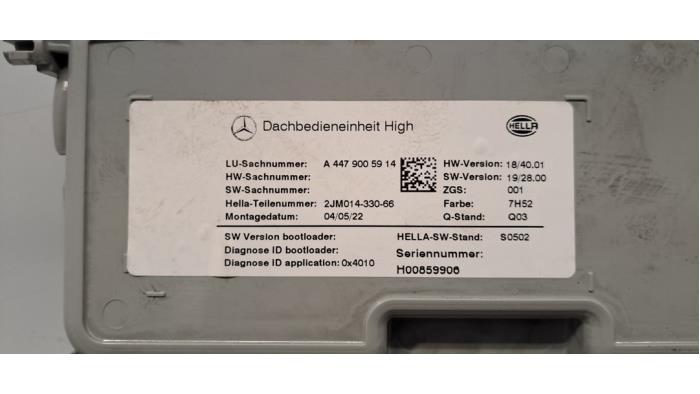 Dachbedieneinheit High
HELLA
LU-Sachnummer: A 447 900 59 14 HW-Version: 18/40.01
HW-Sachnummer: SW-Version: 19/28.00
SW-Sachnummer: ZGS: 001
Hella-Teilenummer: 2JM014-330-66 Farbe: 7H52
Montagedatum: 04/05/22 Q-Stand: Q03
SW Version bootloader: HELLA-SW-Stand: S0502
Diagnose ID bootloader: Seriennummer:
Diagnose ID application: 0x4010 H00859906